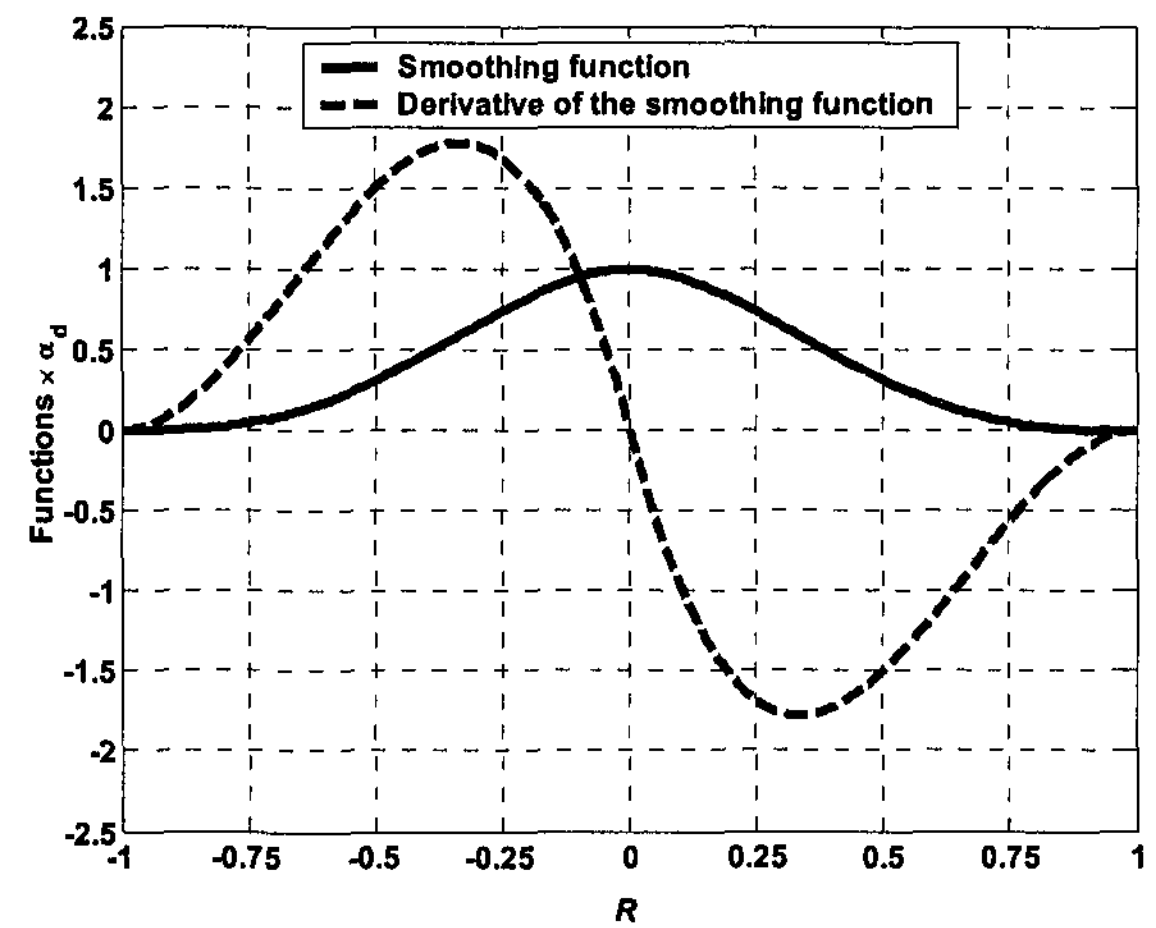 Smoothing function
Derivative of the smoothing function
2.5
2
1.5
1
0.5
0
-0.5
-1
-1.5
-2
-2.5
Functions × α_d
-1 -0.75 -0.5 -0.25 0 0.25 0.5 0.75 1
R